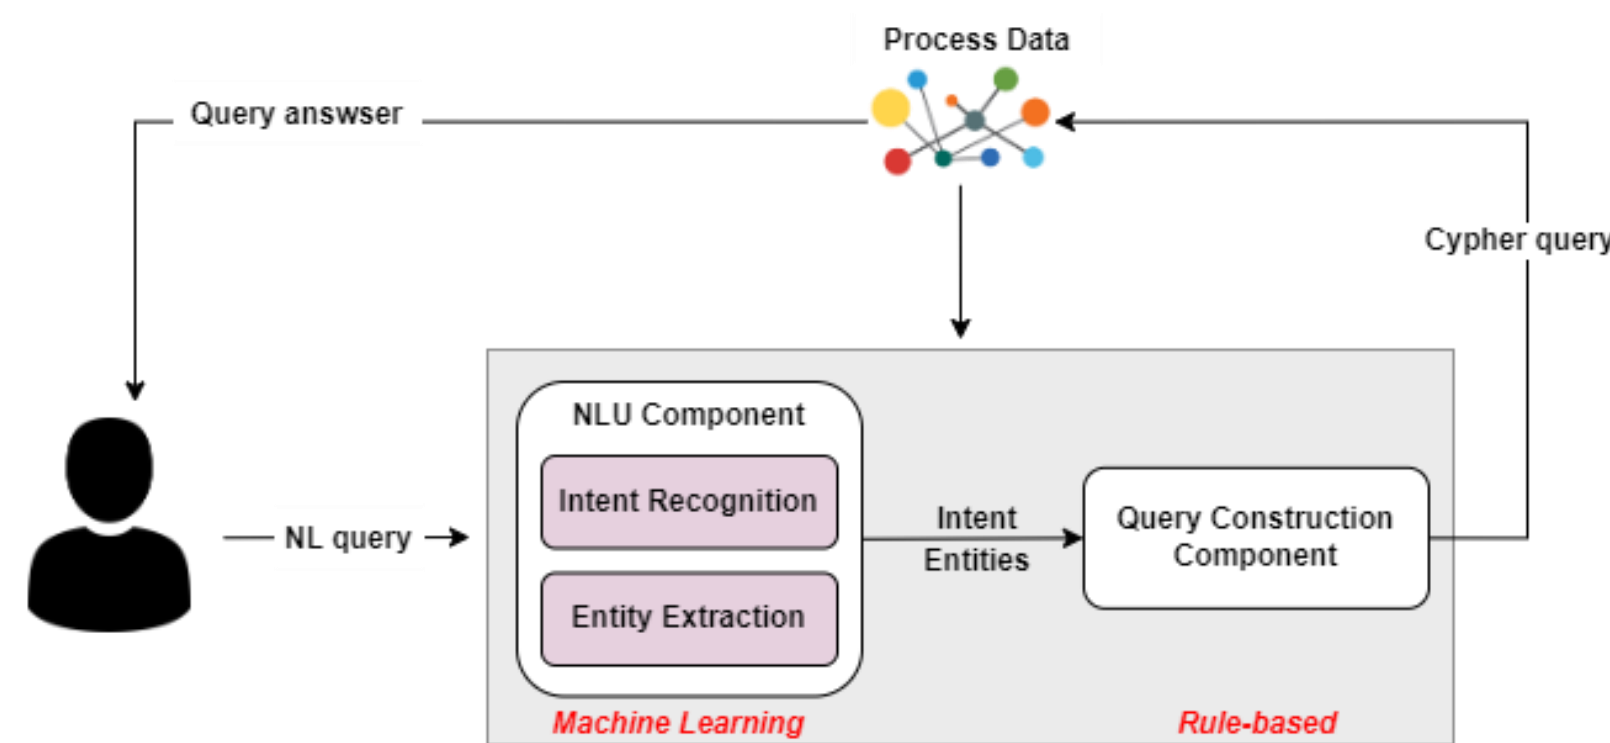 Process Data
Query answser
Cypher query
NLU Component
Intent Recognition
NL query
Intent
Entities
Query Construction
Component
Entity Extraction
Machine Learning
Rule-based